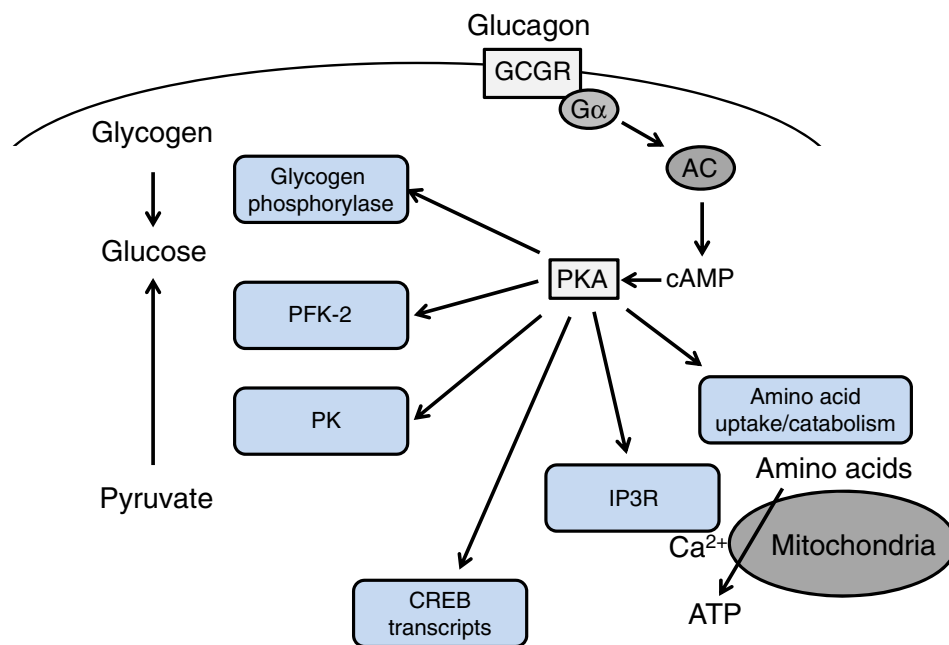 Glucagon
GCGR
Gα
AC
Glycogen
Glycogen
phosphorylase
Glucose
PKA
cAMP
PFK-2
PK
Amino acid
uptake/catabolism
Amino acids
Pyruvate
IP3R
Ca²⁺
Mitochondria
CREB
transcripts
ATP